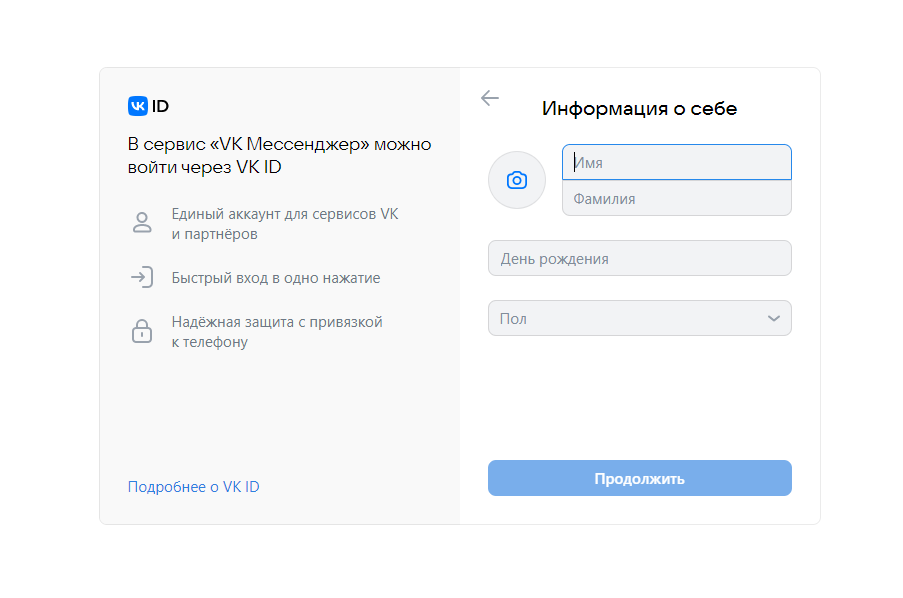 VK ID
В сервис «VK Мессенджер» можно
войти через VK ID
Единый аккаунт для сервисов VK
и партнёров
Быстрый вход в одно нажатие
Надёжная защита с привязкой
к телефону
Подробнее о VK ID
Информация о себе
Имя
Фамилия
День рождения
Пол
Продолжить